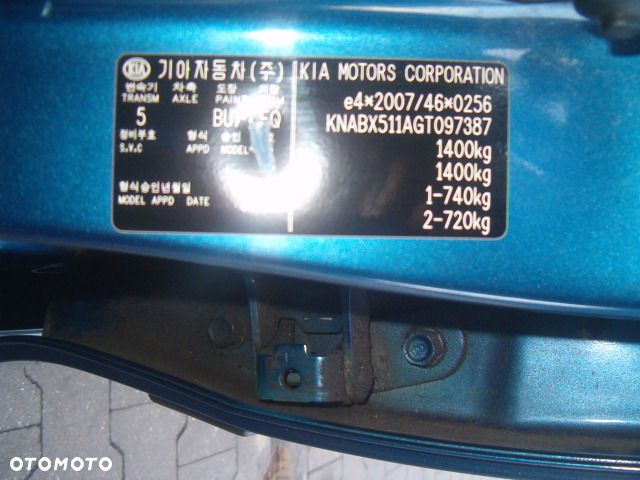 KIA 기아자동차(주) KIA MOTORS CORPORATION
변속기 차축 도장
TRANSM AXLE
5
e4*2007/46*0256
KNABX511AGT097387
정비부호 형식 승인
S.V.C APPD MODEL
1400kg
1400kg
형식승인년월일
MODEL APPD DATE
1-740kg
2-720kg
OTOMOTO